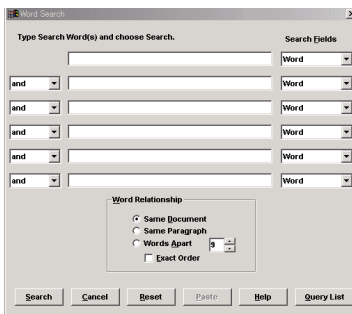 Word Search
Type Search Word(s) and choose Search.
Search Fields
Word
and Word
and Word
and Word
and Word
and Word
Word Relationship
Same Document
Same Paragraph
Words Apart 9
Exact Order
Search Cancel Reset Paste Help Query List